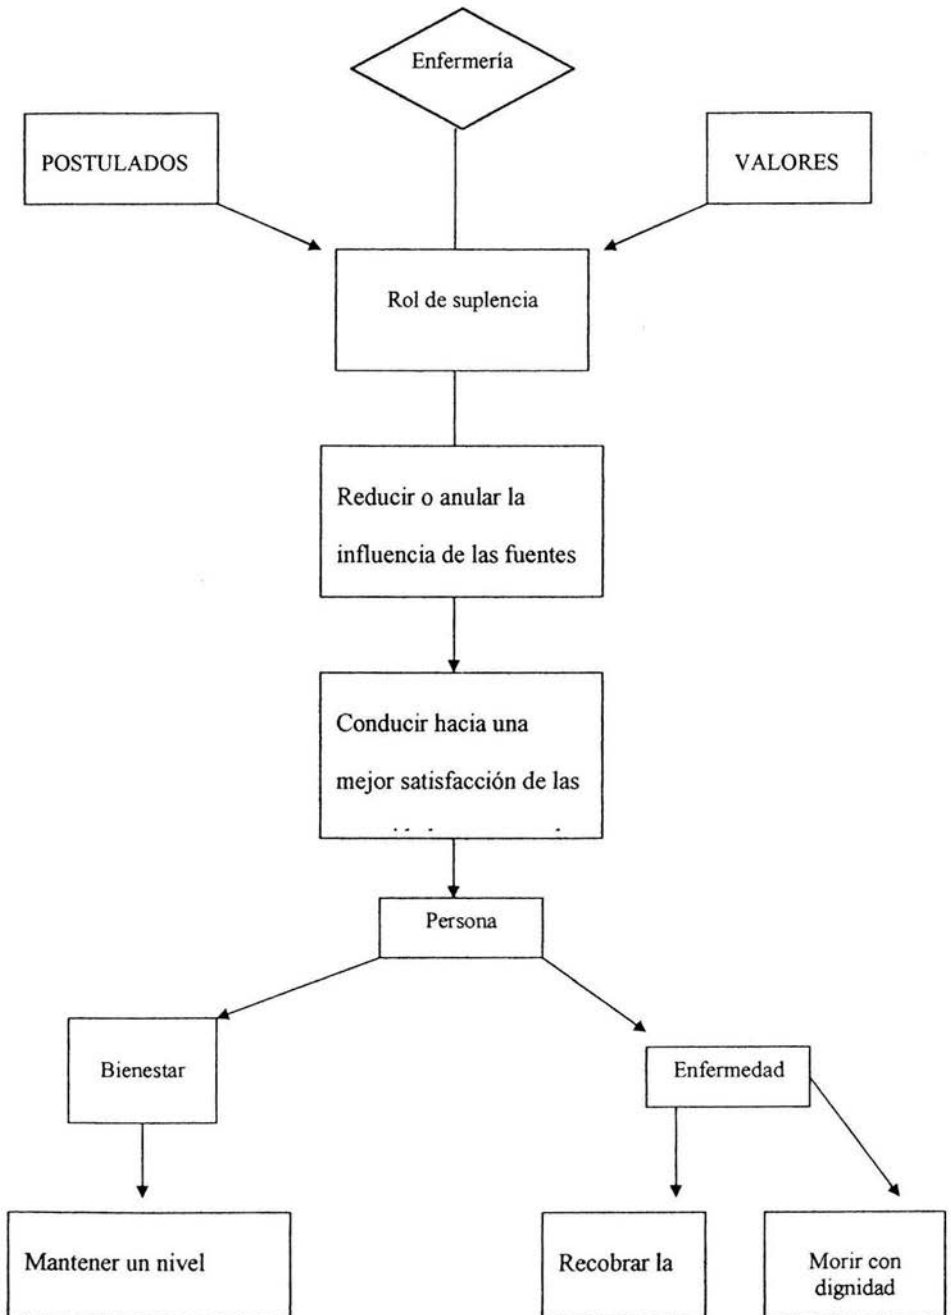 Enfermería
POSTULADOS
VALORES
Rol de suplencia
Reducir o anular la
influencia de las fuentes
Conducir hacia una
mejor satisfacción de las
Persona
Bienestar
Enfermedad
Mantener un nivel
Recobrar la
Morir con
dignidad